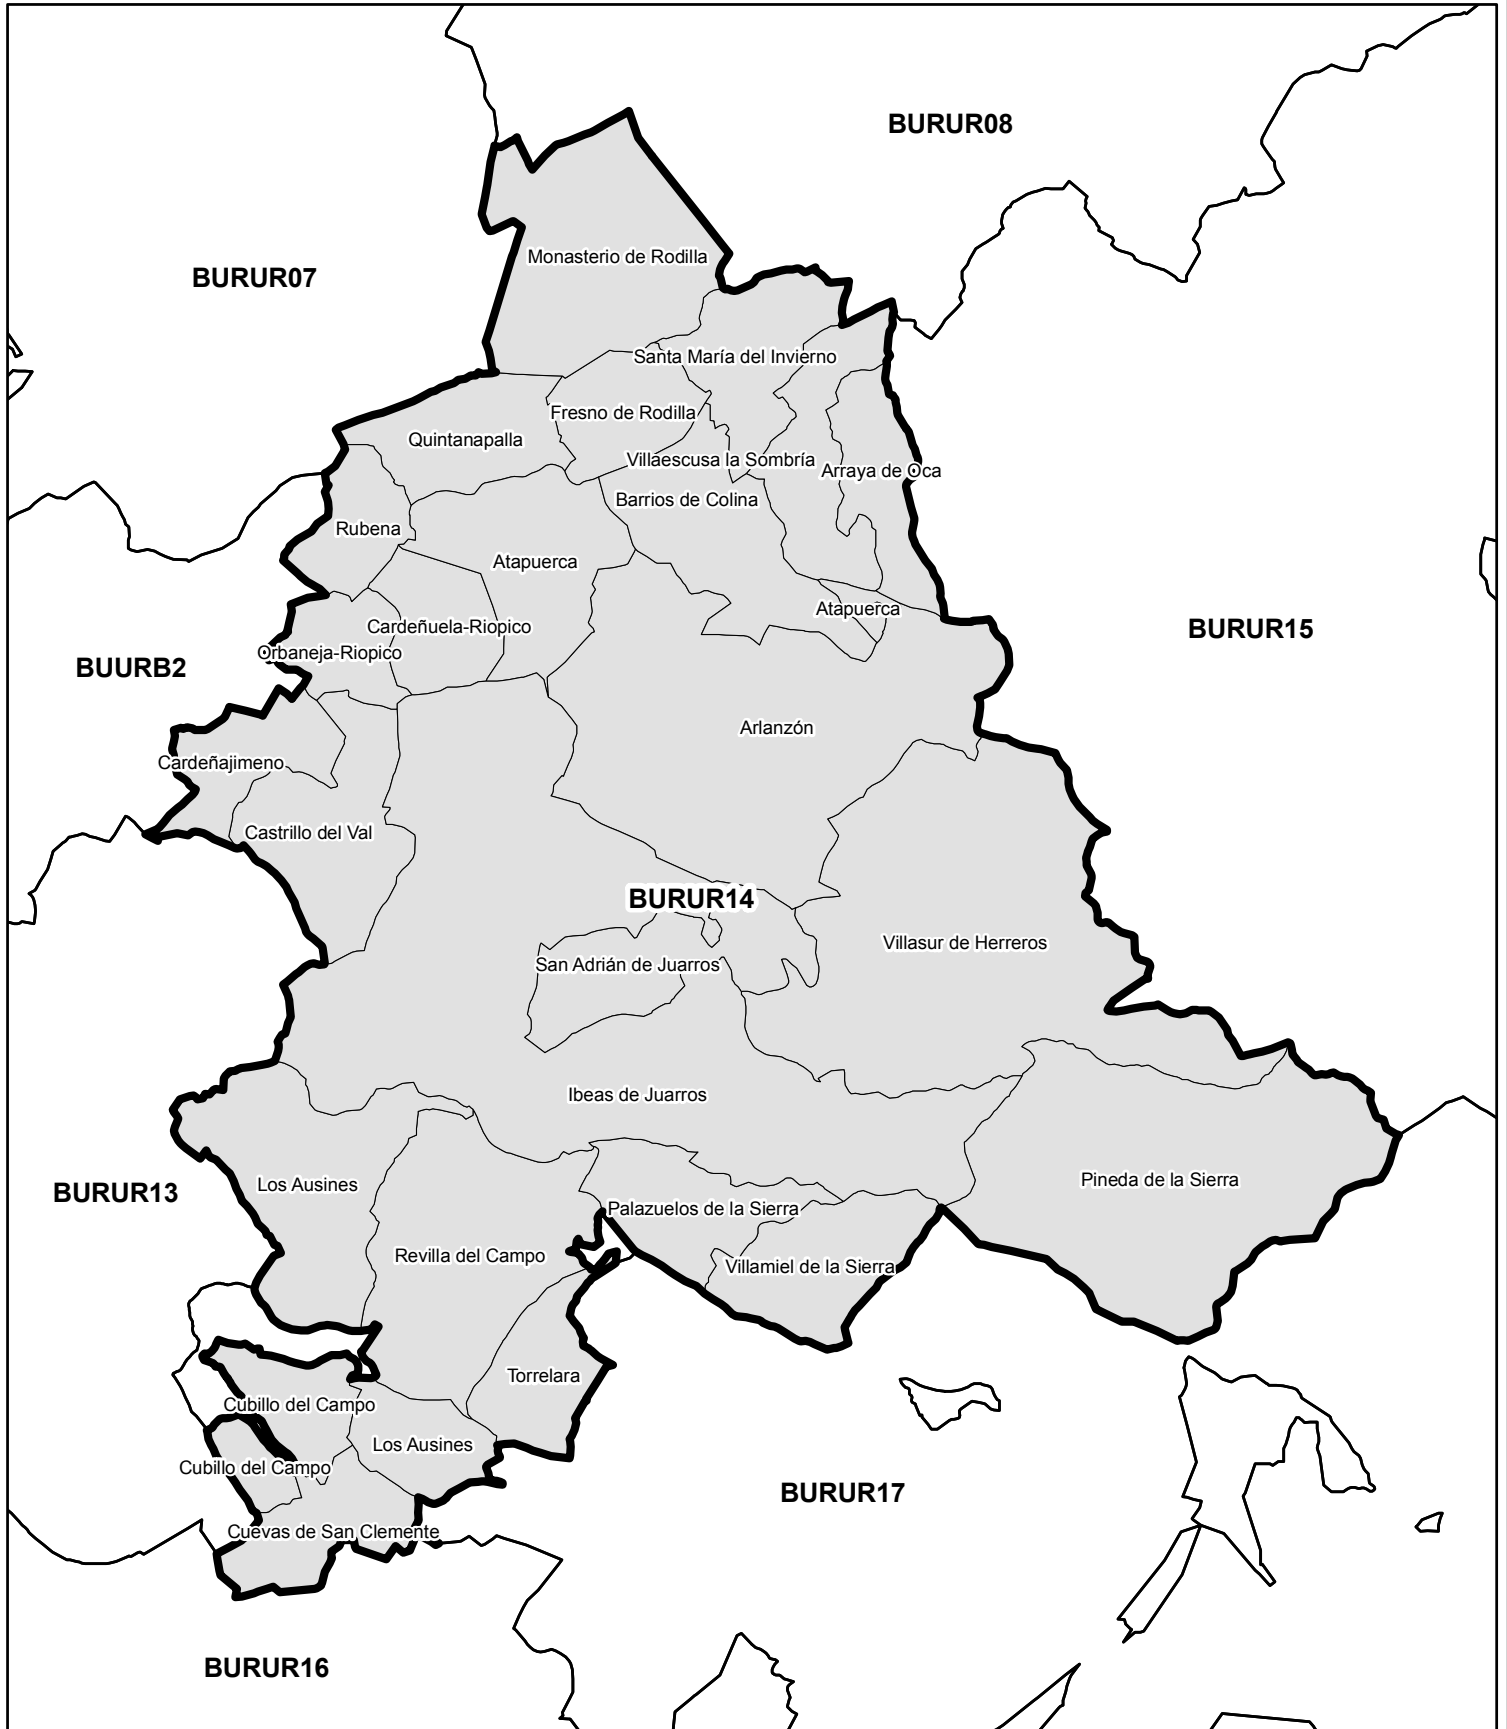 BURUR08
Monasterio de Rodilla
BURUR07
Santa María del Invierno
Fresno de Rodilla
Quintanapalla
Villaescusa la Sombría
Arraya de Oca
Barrios de Colina
Rubena
Atapuerca
Atapuerca
Cardeñuela-Riopico
BURUR15
Orbaneja-Riopico
BUURB2
Arlanzón
Cardeñajimeno
Castrillo del Val
BURUR14
Villasur de Herreros
San Adrián de Juarros
Ibeas de Juarros
Pineda de la Sierra
Los Ausines
BURUR13
Palazuelos de la Sierra
Revilla del Campo
Villamiel de la Sierra
Torrelara
Cubillo del Campo
Los Ausines
Cubillo del Campo
BURUR17
Cuevas de San Clemente
BURUR16